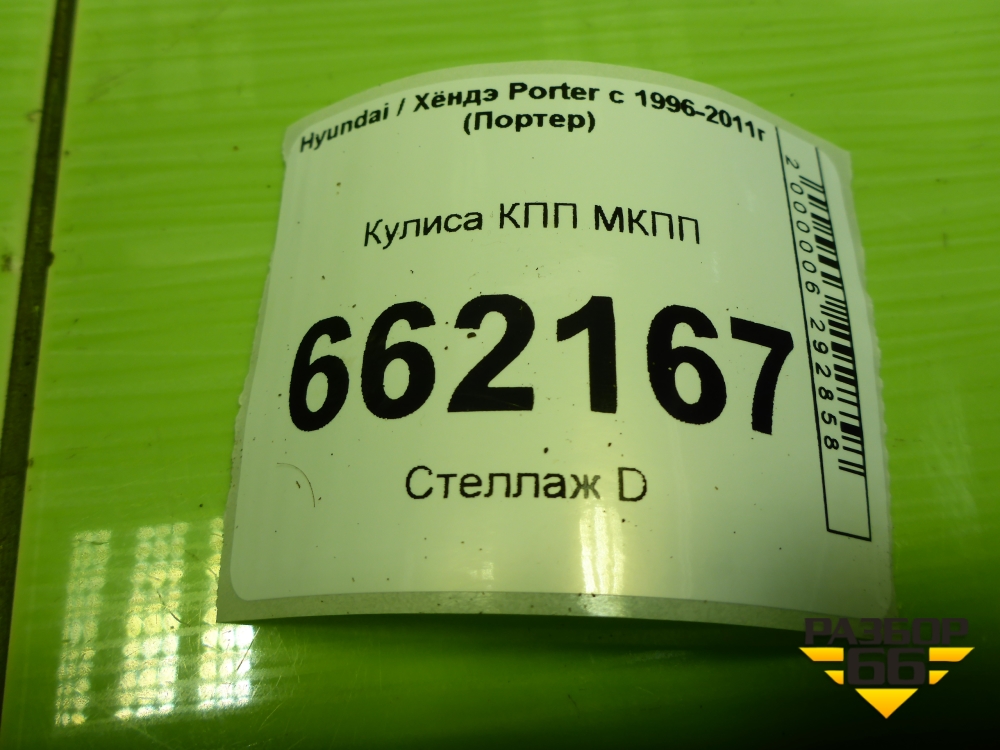 Hyundai / Хёндэ Porter с 1996-2011г
(Портер)
Кулиса КПП МКПП
662167
Стеллаж D
2000006292858
РАЗБОР
66